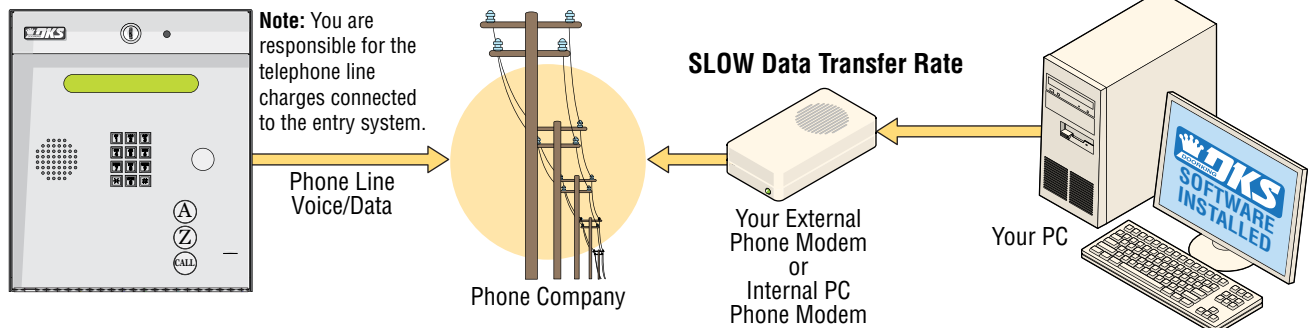 DKS
Note: You are
responsible for the
telephone line
charges connected
to the entry system.
A
Z
CALL
Phone Line
Voice/Data
Phone Company
SLOW Data Transfer Rate
Your External
Phone Modem
or
Internal PC
Phone Modem
Your PC
DOORKING
DKS
SOFTWARE
INSTALLED